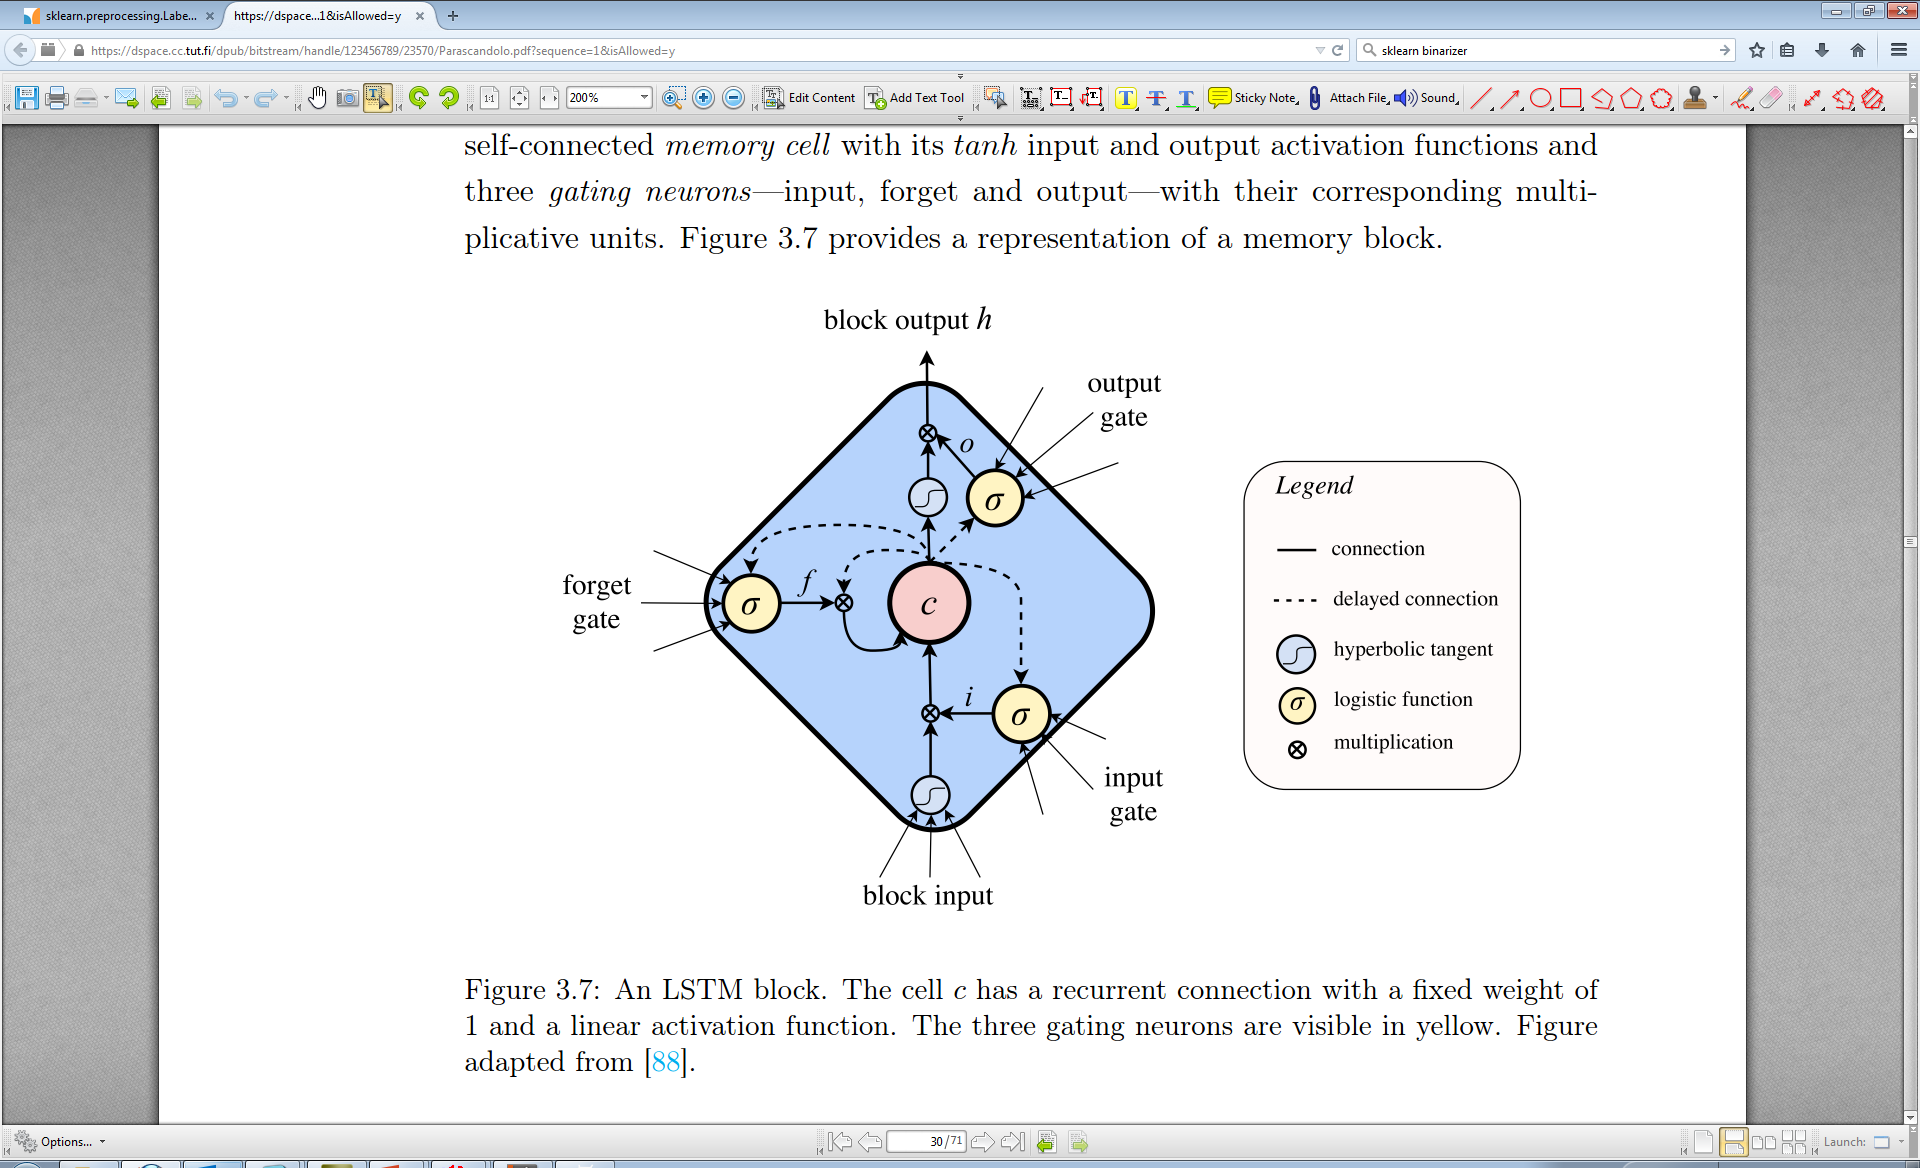 sklearn.preprocessing.Labe...
https://dspace...1&isAllowed=y
https://dspace.cc.tut.fi/dpub/bitstream/handle/123456789/23570/Parascandolo.pdf?sequence=1&isAllowed=y
sklearn binarizer
1:1
200%
Edit Content
Add Text Tool
Sticky Note,
Attach File,
Sound,
self-connected memory cell with its tanh input and output activation functions and
three gating neurons—input, forget and output—with their corresponding multi-
plicative units. Figure 3.7 provides a representation of a memory block.
block output h
output
gate
o
σ
forget
gate
σ
f
c
i
σ
input
gate
block input
Legend
connection
delayed connection
hyperbolic tangent
σ
logistic function
multiplication
Figure 3.7: An LSTM block. The cell c has a recurrent connection with a fixed weight of
1 and a linear activation function. The three gating neurons are visible in yellow. Figure
adapted from [88].
Options...
30/71
Launch: